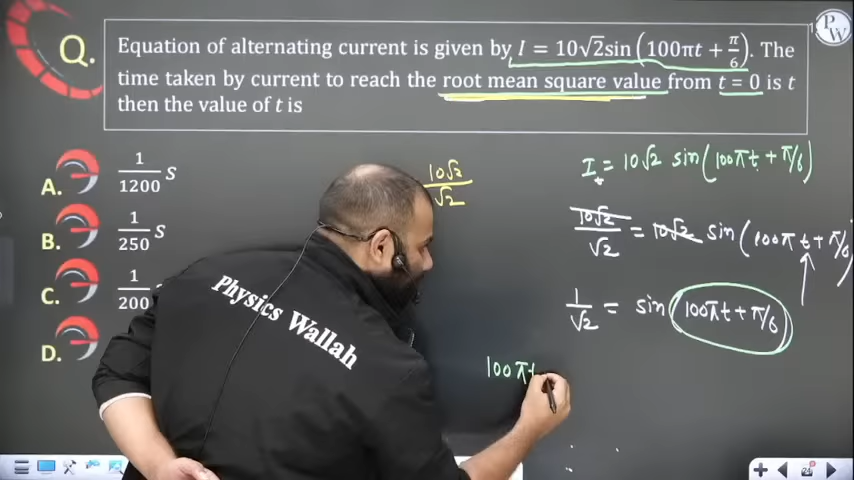 Q. Equation of alternating current is given by I = 10√2sin(100πt + π/6). The
time taken by current to reach the root mean square value from t = 0 is t
then the value of t is
A. 1/1200 s
B. 1/250 s
C. 1/200
D.
10√2/√2
I = 10√2 sin(100πt + π/6)
10√2/√2 = 10√2 sin(100πt + π/6)
1/√2 = sin 100πt + π/6
100πt
Physics Wallah
PW